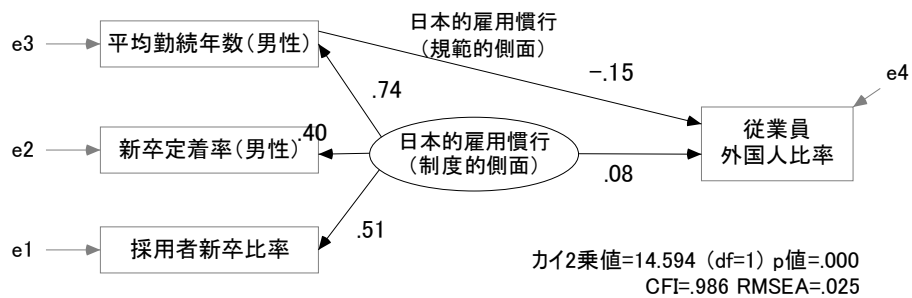 日本的雇用慣行
(規範的側面)
e3
平均勤続年数(男性)
-.15
e4
.74
従業員
外国人比率
e2
新卒定着率(男性)
.40
日本的雇用慣行
(制度的側面)
.08
.51
e1
採用者新卒比率
カイ2乗値=14.594 (df=1) p値=.000
CFI=.986 RMSEA=.025